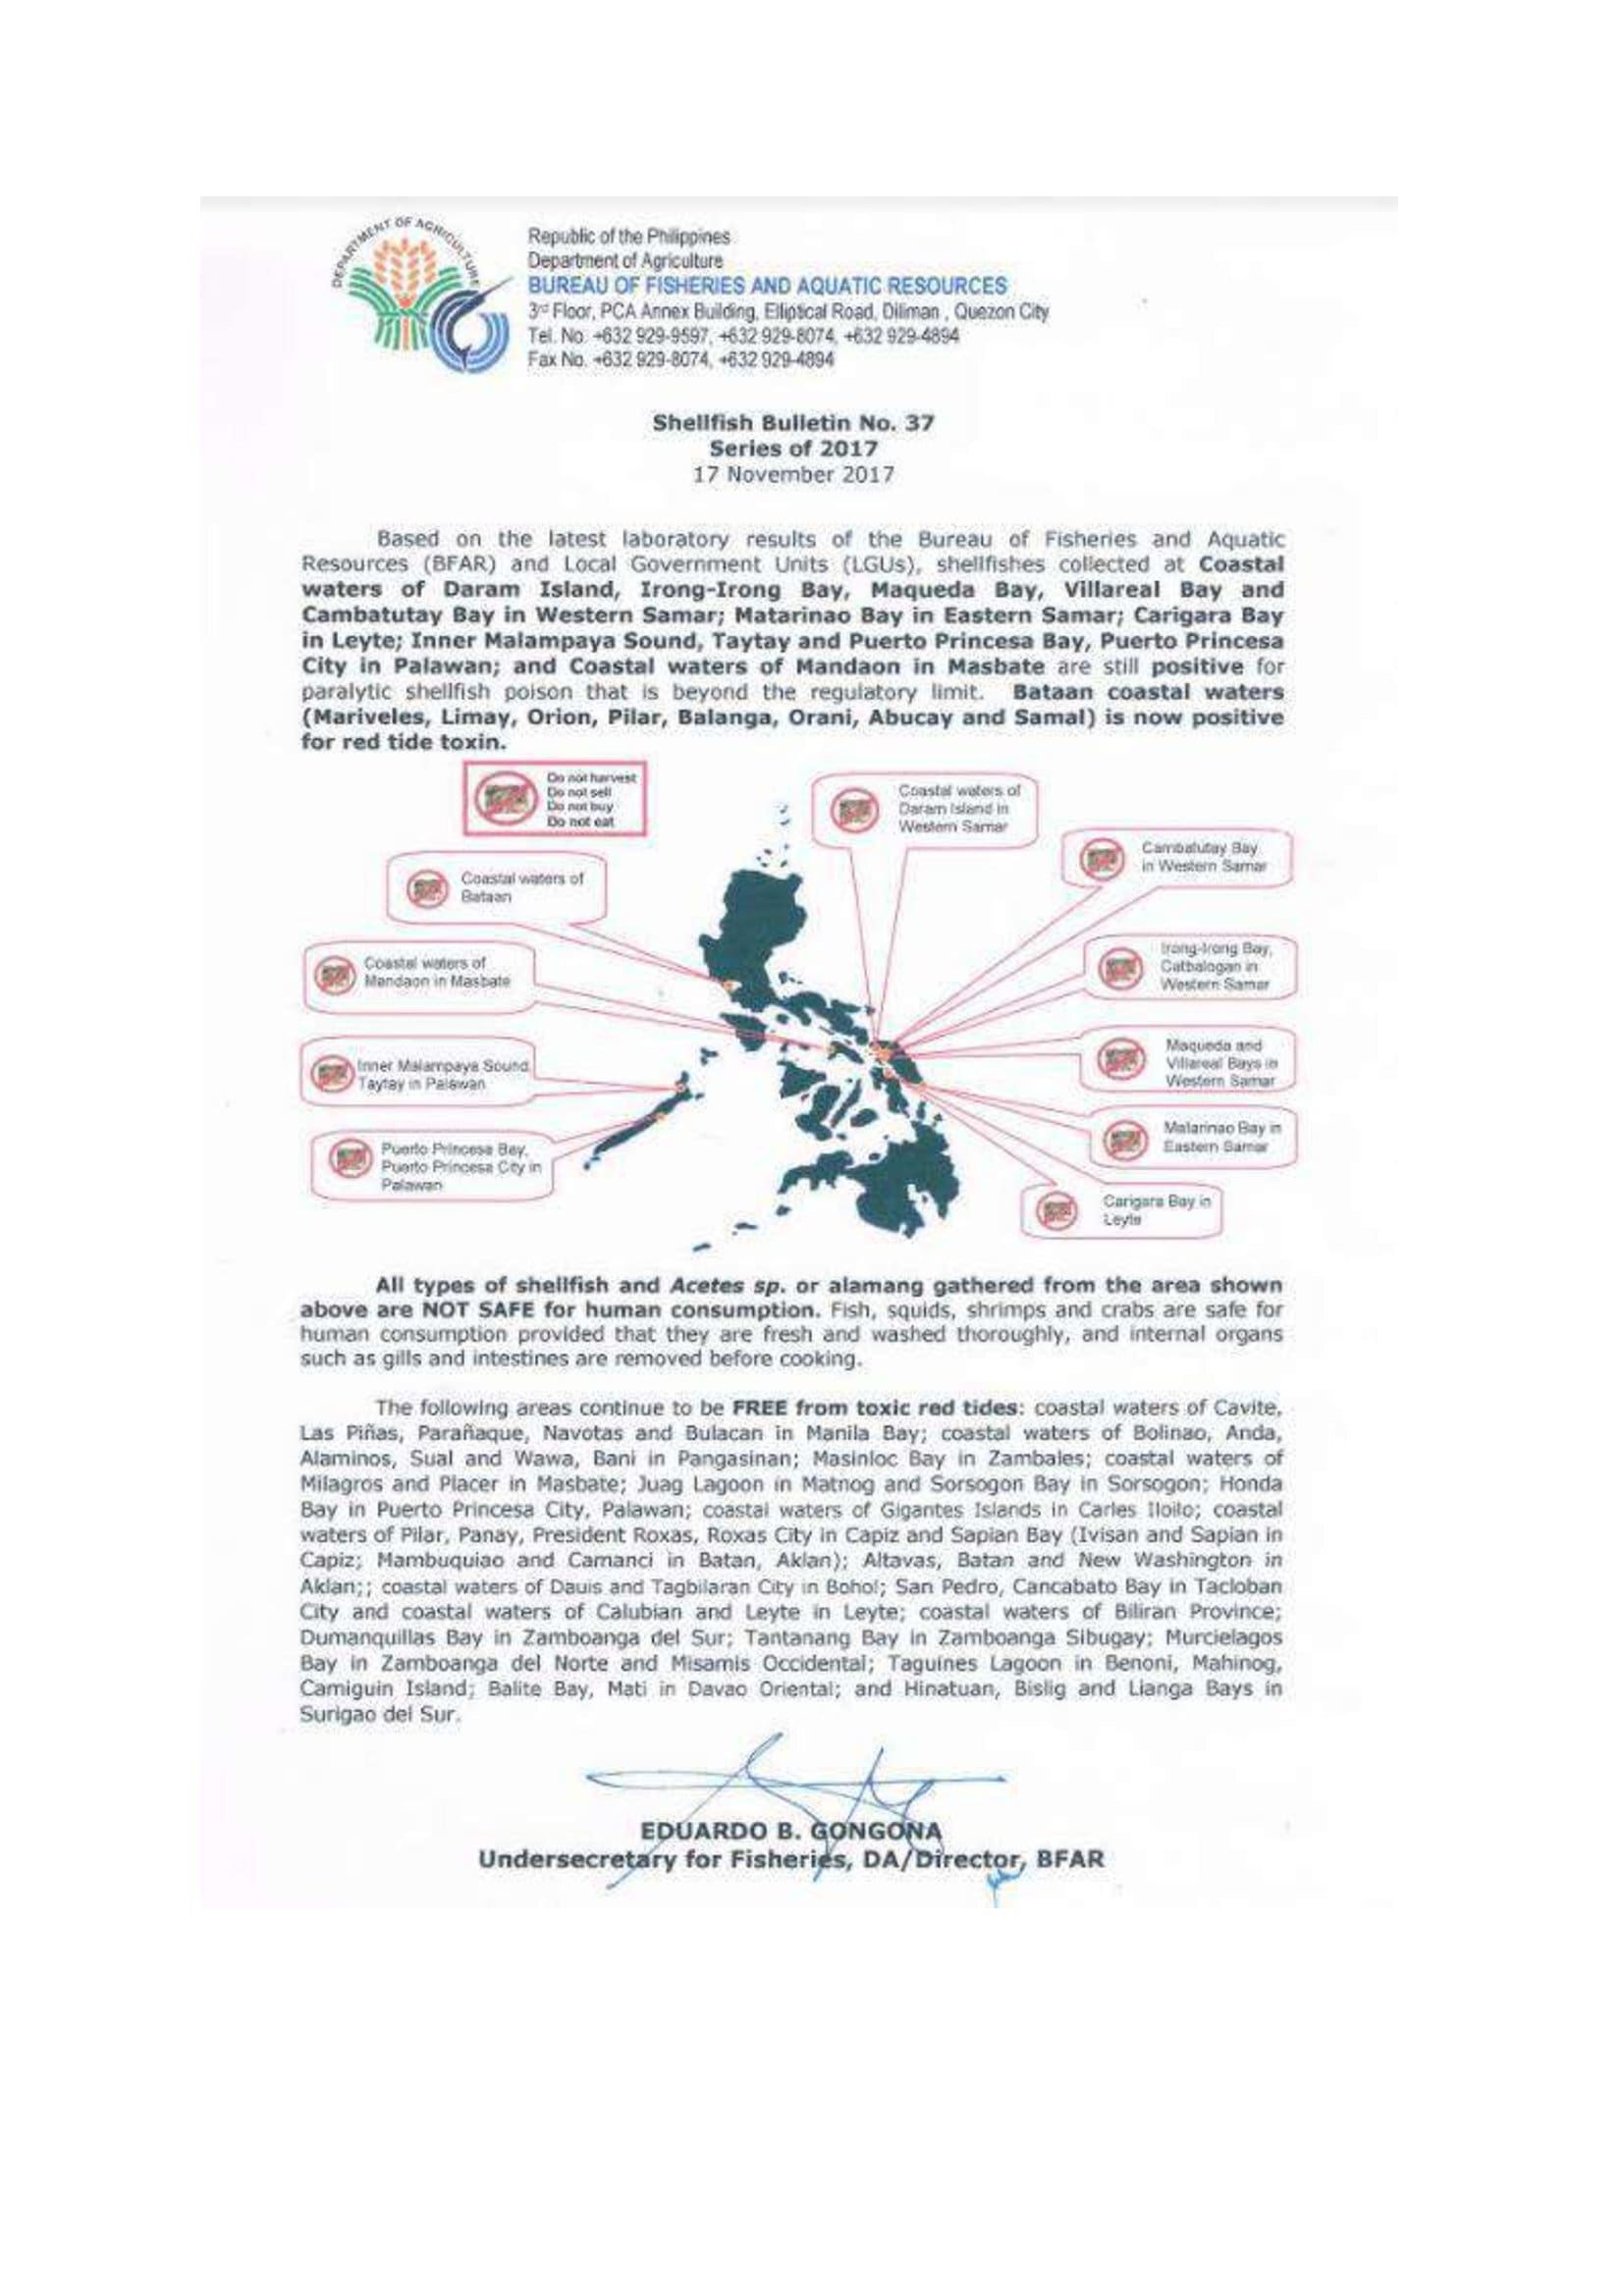 DEPARTMENT OF AGRICULTURE
Republic of the Philippines
Department of Agriculture
BUREAU OF FISHERIES AND AQUATIC RESOURCES
3rd Floor, PCA Annex Building, Elliptical Road, Diliman , Quezon City
Tel. No. +632 929-9597, +632 929-8074, +632 929-4894
Fax No. +632 929-8074, +632 929-4894
Shellfish Bulletin No. 37
Series of 2017
17 November 2017
Based on the latest laboratory results of the Bureau of Fisheries and Aquatic
Resources (BFAR) and Local Government Units (LGUs), shellfishes collected at Coastal
waters of Daram Island, Irong-Irong Bay, Maqueda Bay, Villareal Bay and
Cambatutay Bay in Western Samar; Matarinao Bay in Eastern Samar; Carigara Bay
in Leyte; Inner Malampaya Sound, Taytay and Puerto Princesa Bay, Puerto Princesa
City in Palawan; and Coastal waters of Mandaon in Masbate are still positive for
paralytic shellfish poison that is beyond the regulatory limit. Bataan coastal waters
(Mariveles, Limay, Orion, Pilar, Balanga, Orani, Abucay and Samal) is now positive
for red tide toxin.
Do not harvest
Do not sell
Do not buy
Do not eat
Coastal waters of
Daram Island in
Western Samar
Cambatutay Bay
in Western Samar
Coastal waters of
Bataan
Irong-Irong Bay,
Catbalogan in
Western Samar
Coastal waters of
Mandaon in Masbate
Maqueda and
Villareal Bays in
Western Samar
Inner Malampaya Sound,
Taytay in Palawan
Matarinao Bay in
Eastern Samar
Puerto Princesa Bay,
Puerto Princesa City in
Palawan
Carigara Bay in
Leyte
All types of shellfish and Acetes sp. or alamang gathered from the area shown
above are NOT SAFE for human consumption. Fish, squids, shrimps and crabs are safe for
human consumption provided that they are fresh and washed thoroughly, and internal organs
such as gills and intestines are removed before cooking.
The following areas continue to be FREE from toxic red tides: coastal waters of Cavite,
Las Piñas, Parañaque, Navotas and Bulacan in Manila Bay; coastal waters of Bolinao, Anda,
Alaminos, Sual and Wawa, Bani in Pangasinan; Masinloc Bay in Zambales; coastal waters of
Milagros and Placer in Masbate; Juag Lagoon in Matnog and Sorsogon Bay in Sorsogon; Honda
Bay in Puerto Princesa City, Palawan; coastal waters of Gigantes Islands in Carles Iloilo; coastal
waters of Pilar, Panay, President Roxas, Roxas City in Capiz and Sapian Bay (Ivisan and Sapian in
Capiz; Mambuquiao and Camanci in Batan, Aklan); Altavas, Batan and New Washington in
Aklan;; coastal waters of Dauis and Tagbilaran City in Bohol; San Pedro, Cancabato Bay in Tacloban
City and coastal waters of Calubian and Leyte in Leyte; coastal waters of Biliran Province;
Dumanquillas Bay in Zamboanga del Sur; Tantanang Bay in Zamboanga Sibugay; Murcielagos
Bay in Zamboanga del Norte and Misamis Occidental; Taguines Lagoon in Benoni, Mahinog,
Camiguin Island; Balite Bay, Mati in Davao Oriental; and Hinatuan, Bislig and Lianga Bays in
Surigao del Sur.
EDUARDO B. GONGONA
Undersecretary for Fisheries, DA/Director, BFAR